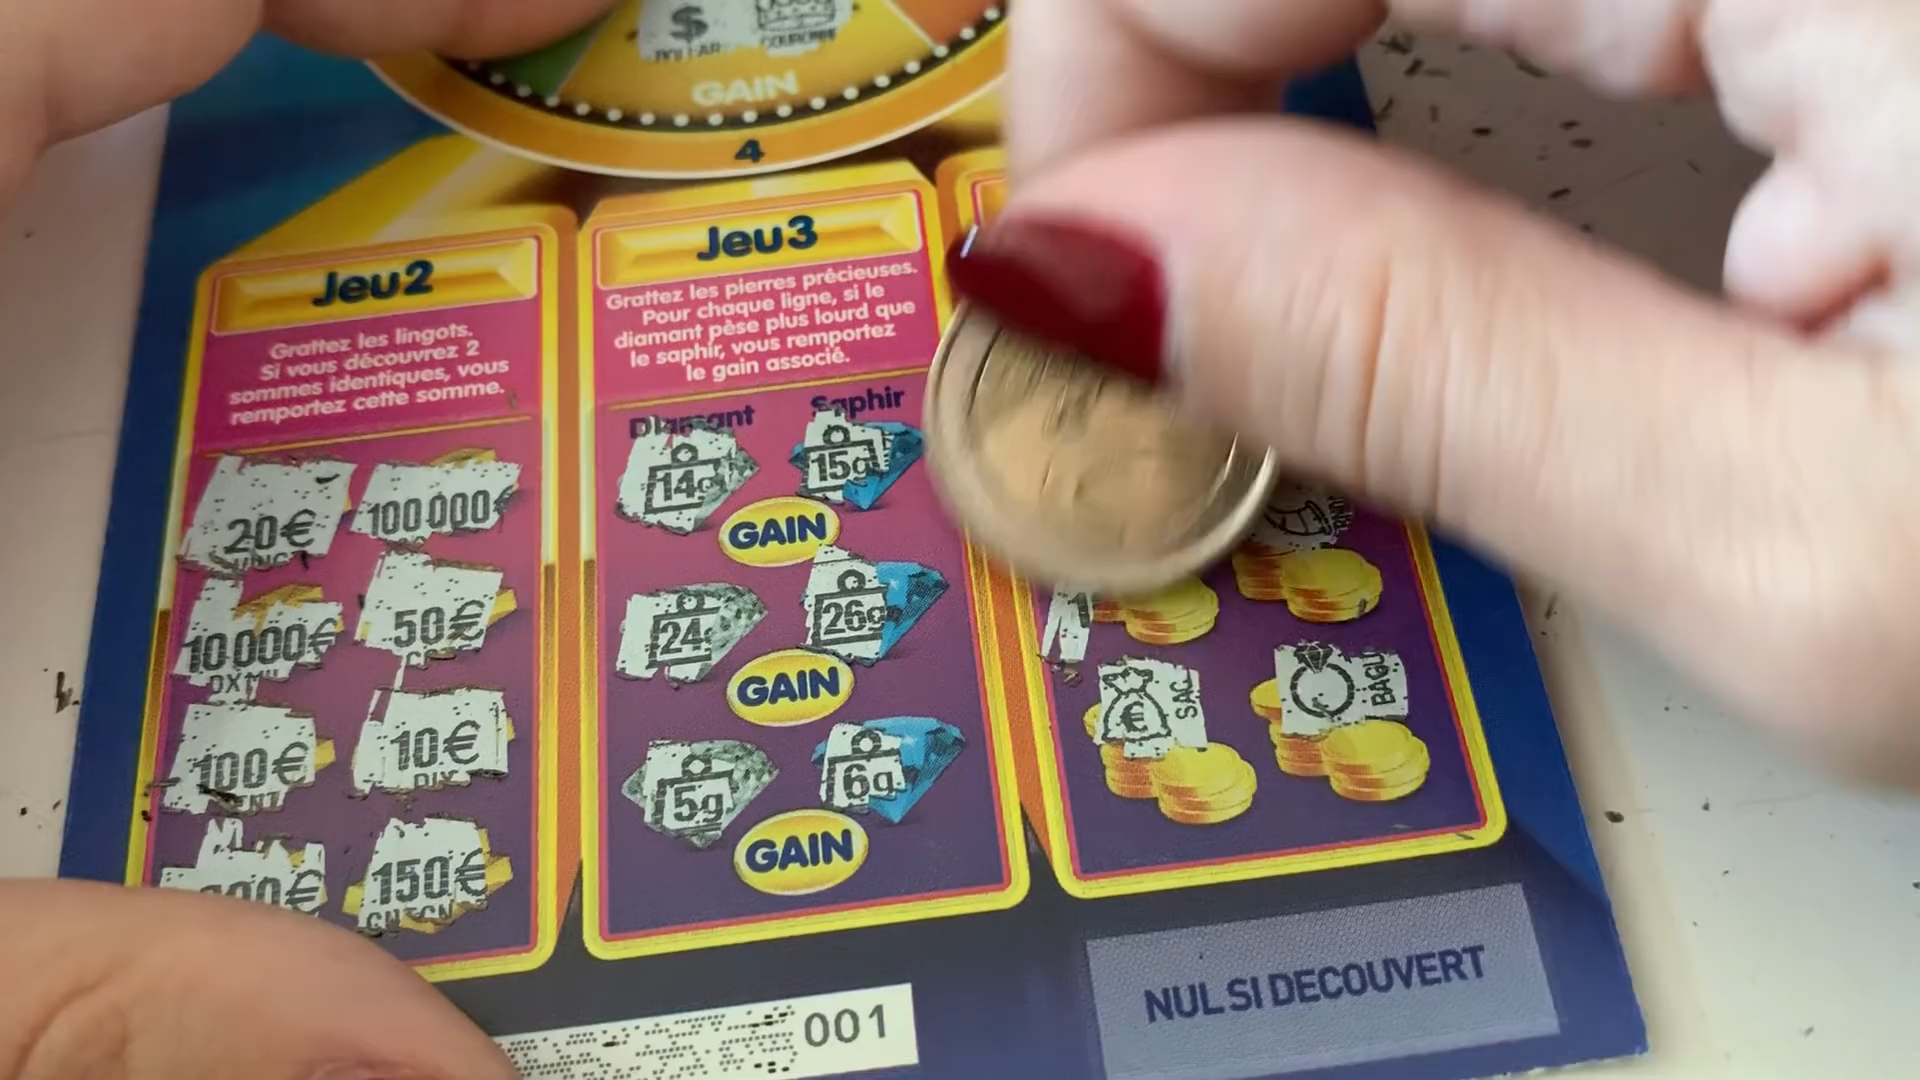 $
GAIN
4
Jeu2
Grattez les lingots.
Si vous découvrez 2
sommes identiques, vous
remportez cette somme.
20€ 100 000€
10 000€ 50€
100€ 10€
150€
Jeu3
Grattez les pierres précieuses.
Pour chaque ligne, si le
diamant pèse plus lourd que
le saphir, vous remportez
le gain associé.
Diamant Saphir
14g 15g
GAIN
24 26g
GAIN
5g 6g
GAIN
€ SAC
BAGU
001
NUL SI DECOUVERT